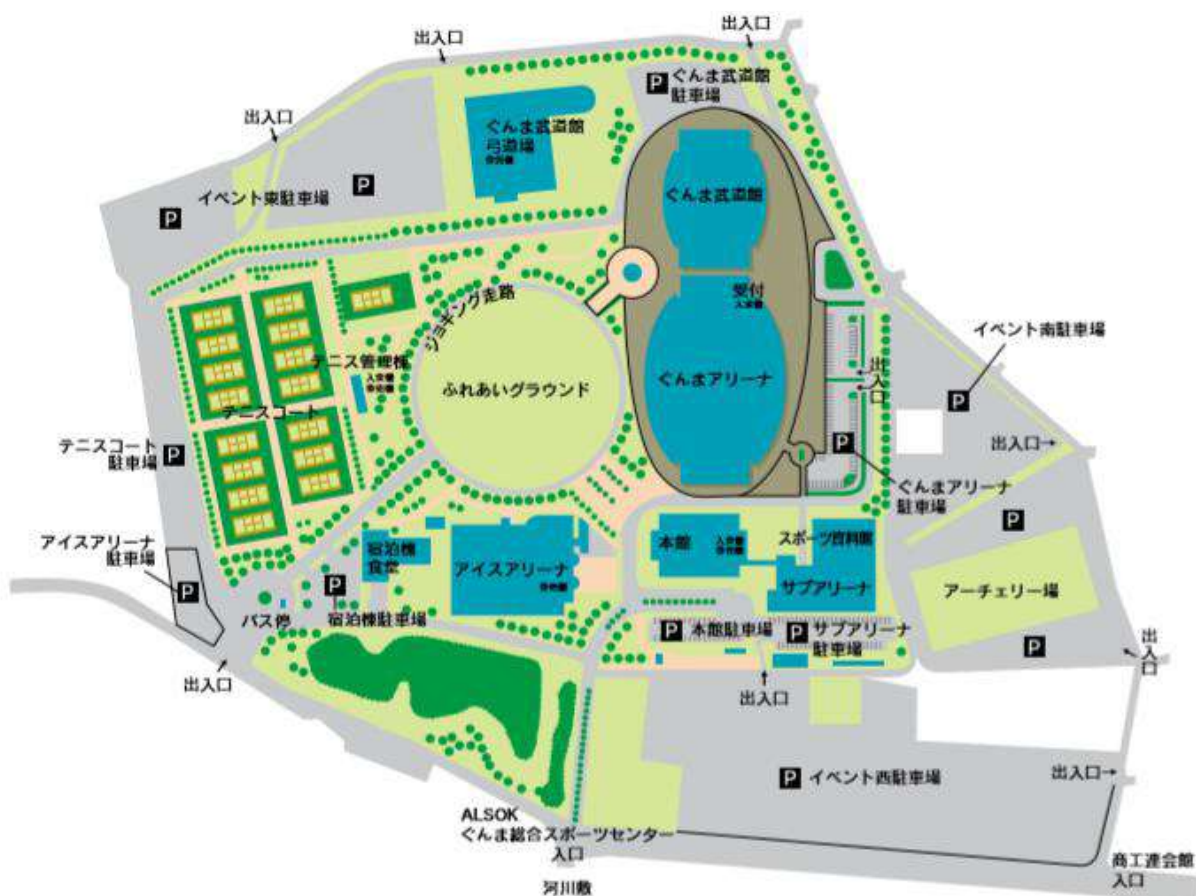 出入口
出入口
P
ぐんま武道館
駐車場
出入口
ぐんま武道館
弓道場
P
イベント東駐車場
P
ぐんま武道館
受付
ジョギング走路
イベント南駐車場
テニス管理棟
ぐんまアリーナ
出入口
ふれあいグラウンド
P
テニスコート
テニスコート
駐車場
P
P
出入口
ぐんまアリーナ
駐車場
P
アイスアリーナ
駐車場
宿泊棟
食堂
本館
スポーツ資料館
P
P
アイスアリーナ
サブアリーナ
アーチェリー場
バス停
宿泊棟駐車場
P
本館駐車場
P
サブアリーナ
駐車場
P
出入口
出入口
出入口
P
イベント西駐車場
出入口
ALSOK
ぐんま総合スポーツセンター
入口
商工連会館
入口
河川敷